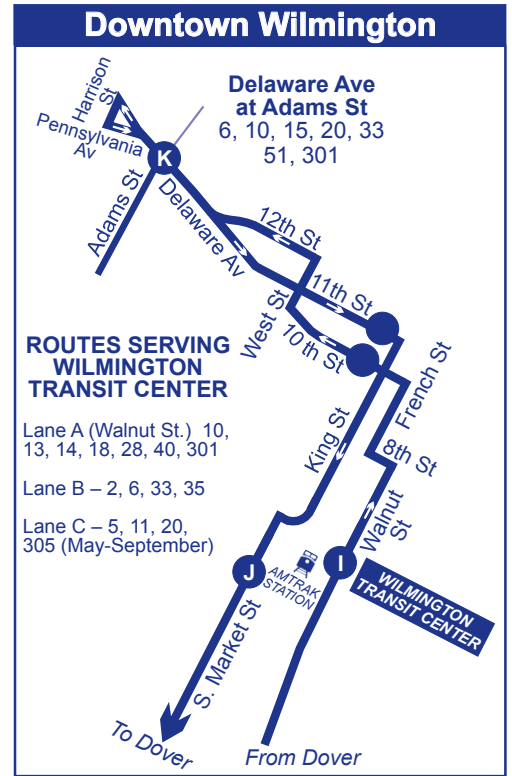 Downtown Wilmington
Harrison
St
Delaware Ave
at Adams St
6, 10, 15, 20, 33
51, 301
Pennsylvania
Av
K
Adams St
Delaware Av
12th St
11th St
West St
10 th St
ROUTES SERVING
WILMINGTON
TRANSIT CENTER
French St
Lane A (Walnut St.)  10,
13, 14, 18, 28, 40, 301
King St
8th St
Lane B – 2, 6, 33, 35
Lane C – 5, 11, 20,
305 (May-September)
Walnut
St
J
AMTRAK
STATION
I
WILMINGTON
TRANSIT CENTER
S. Market St
To Dover
From Dover